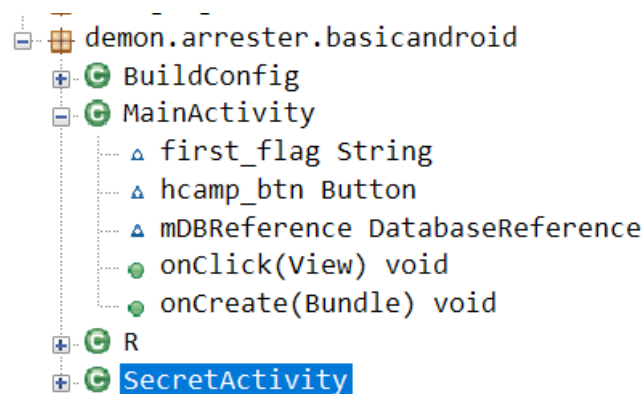 demon.arrester.basicandroid
BuildConfig
MainActivity
first_flag String
hcamp_btn Button
mDBReference DatabaseReference
onClick(View) void
onCreate(Bundle) void
R
SecretActivity